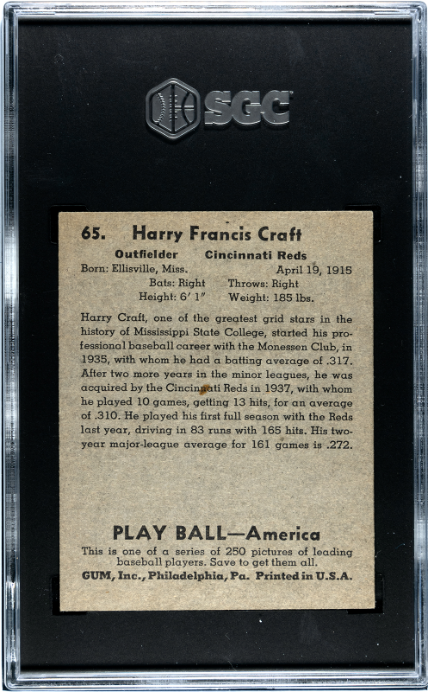 SGC
65. Harry Francis Craft
Outfielder Cincinnati Reds
Born: Ellisville, Miss. April 19, 1915
Bats: Right Throws: Right
Height: 6' 1" Weight: 185 lbs.
Harry Craft, one of the greatest grid stars in the
history of Mississippi State College, started his pro-
fessional baseball career with the Monessen Club, in
1935, with whom he had a batting average of .317.
After two more years in the minor leagues, he was
acquired by the Cincinnati Reds in 1937, with whom
he played 10 games, getting 13 hits, for an average
of .310. He played his first full season with the Reds
last year, driving in 83 runs with 165 hits. His two-
year major-league average for 161 games is .272.
PLAY BALL—America
This is one of a series of 250 pictures of leading
baseball players. Save to get them all.
GUM, Inc., Philadelphia, Pa. Printed in U.S.A.